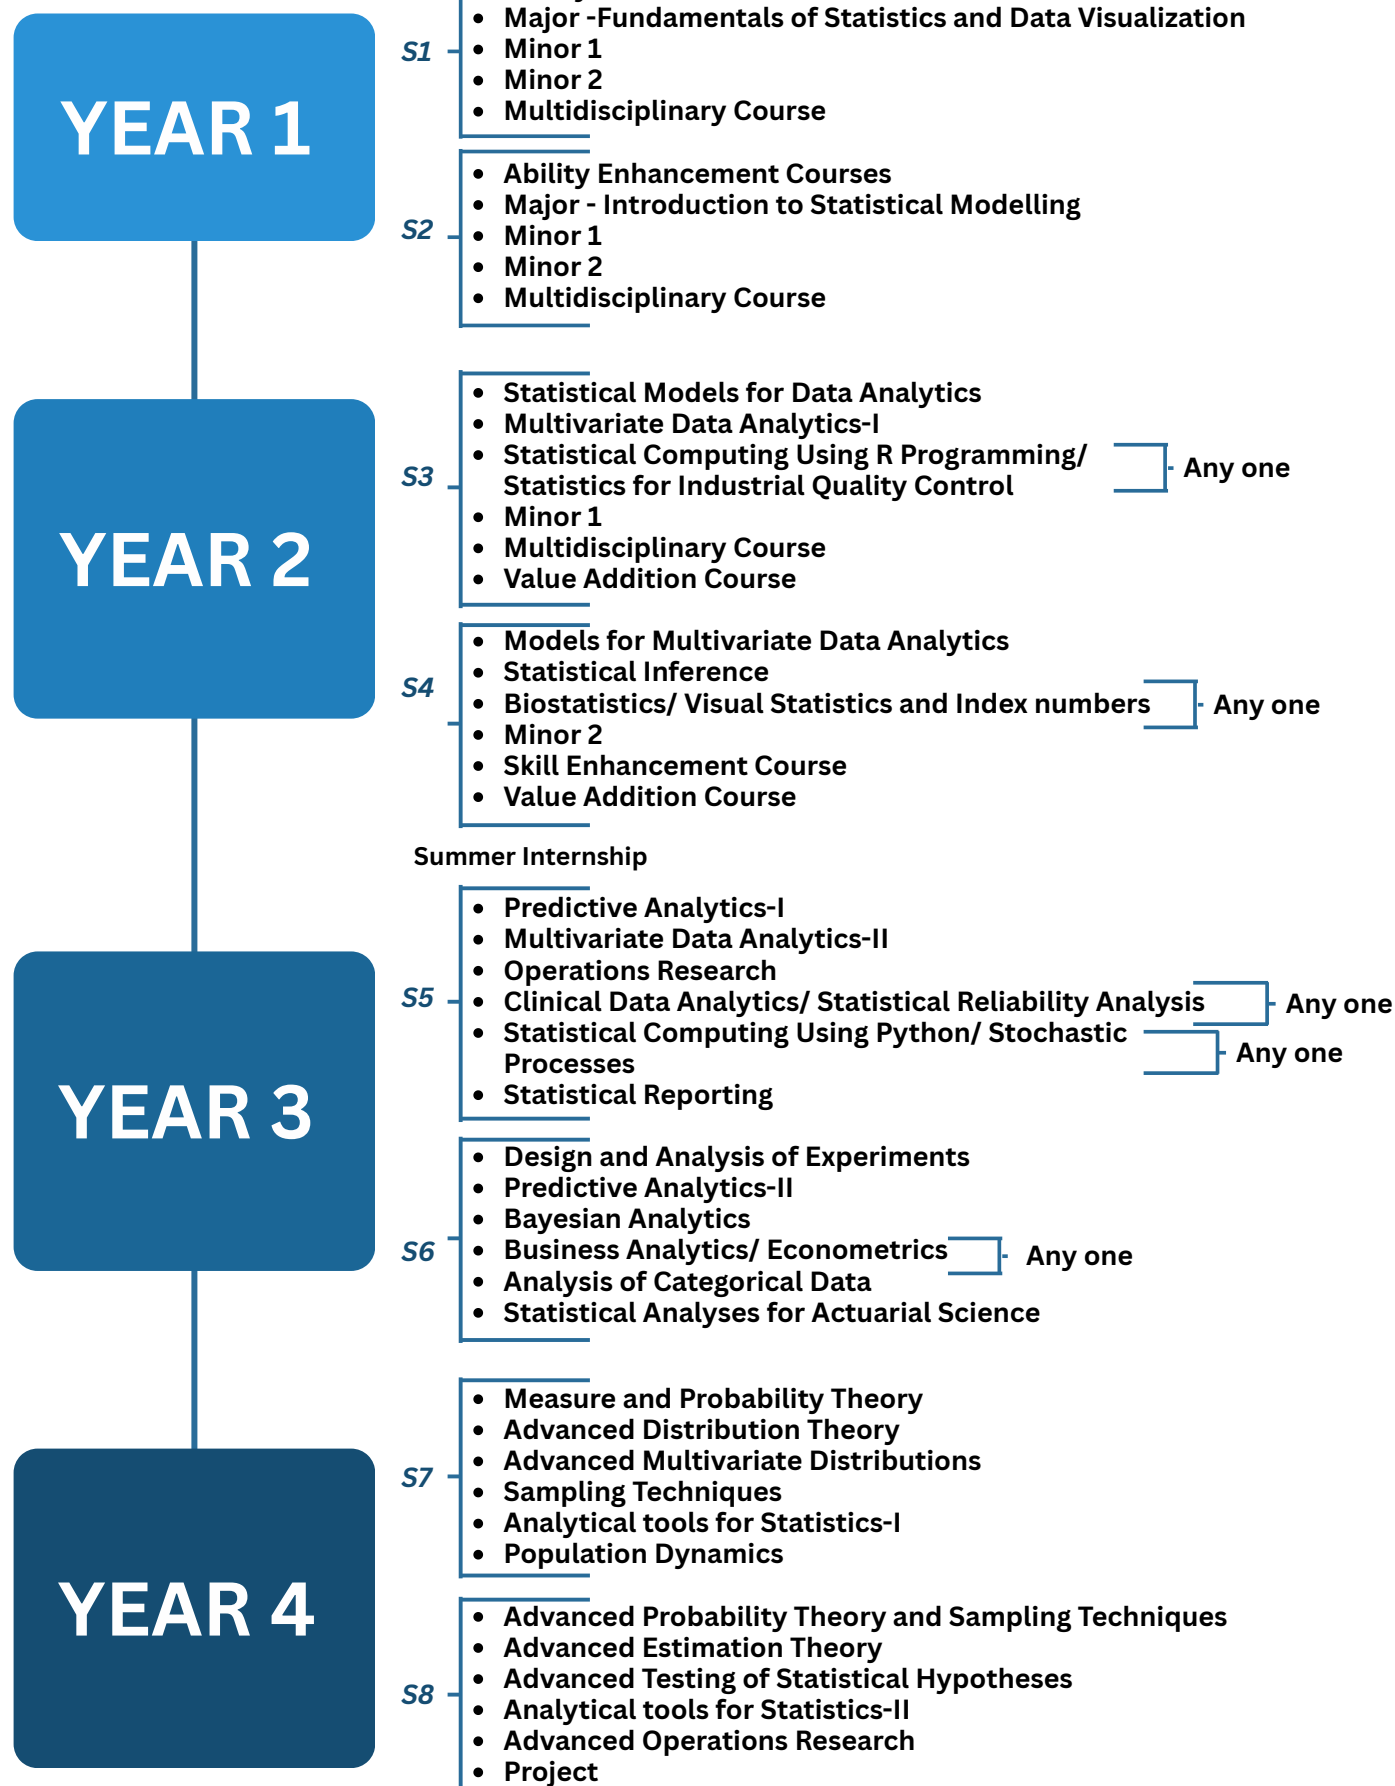 YEAR 1
S1
• Major -Fundamentals of Statistics and Data Visualization
• Minor 1
• Minor 2
• Multidisciplinary Course
S2
• Ability Enhancement Courses
• Major - Introduction to Statistical Modelling
• Minor 1
• Minor 2
• Multidisciplinary Course
YEAR 2
S3
• Statistical Models for Data Analytics
• Multivariate Data Analytics-I
• Statistical Computing Using R Programming/
Statistics for Industrial Quality Control
Any one
• Minor 1
• Multidisciplinary Course
• Value Addition Course
S4
• Models for Multivariate Data Analytics
• Statistical Inference
• Biostatistics/ Visual Statistics and Index numbers
Any one
• Minor 2
• Skill Enhancement Course
• Value Addition Course
Summer Internship
YEAR 3
S5
• Predictive Analytics-I
• Multivariate Data Analytics-II
• Operations Research
• Clinical Data Analytics/ Statistical Reliability Analysis
Any one
• Statistical Computing Using Python/ Stochastic
Processes
Any one
• Statistical Reporting
S6
• Design and Analysis of Experiments
• Predictive Analytics-II
• Bayesian Analytics
• Business Analytics/ Econometrics
Any one
• Analysis of Categorical Data
• Statistical Analyses for Actuarial Science
YEAR 4
S7
• Measure and Probability Theory
• Advanced Distribution Theory
• Advanced Multivariate Distributions
• Sampling Techniques
• Analytical tools for Statistics-I
• Population Dynamics
S8
• Advanced Probability Theory and Sampling Techniques
• Advanced Estimation Theory
• Advanced Testing of Statistical Hypotheses
• Analytical tools for Statistics-II
• Advanced Operations Research
• Project